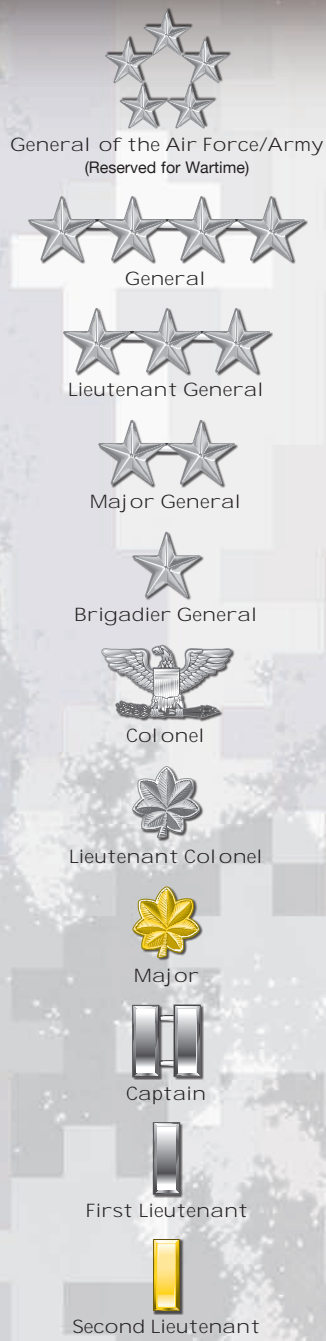 General of the Air Force/Army
(Reserved for Wartime)
General
Lieutenant General
Major General
Brigadier General
Colonel
Lieutenant Colonel
Major
Captain
First Lieutenant
Second Lieutenant